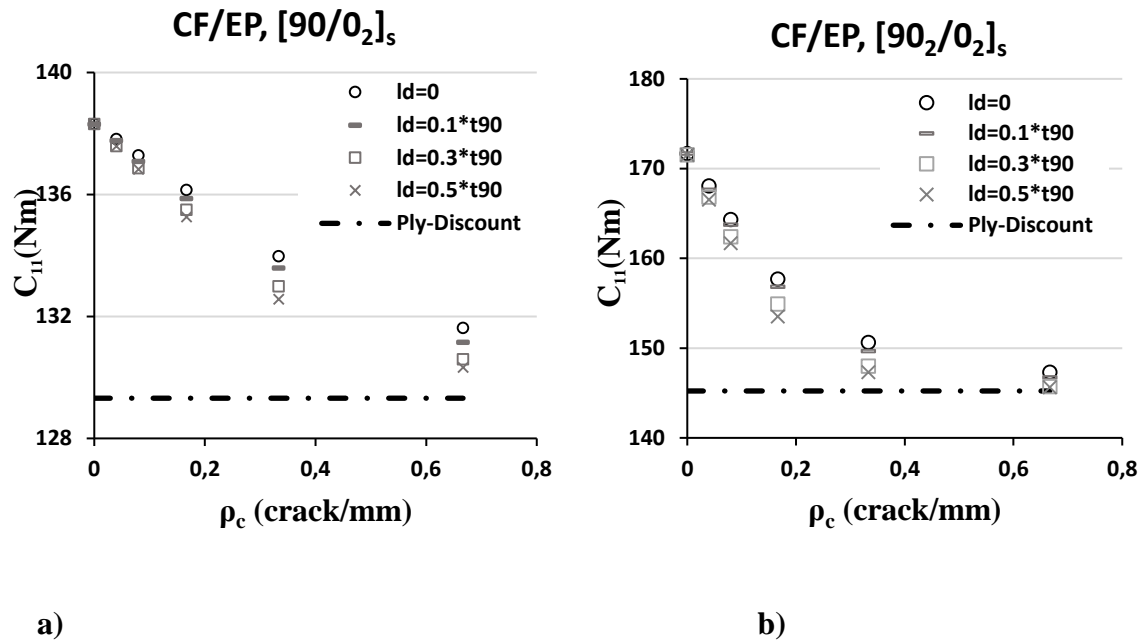 CF/EP, [90/0₂]ₛ
140
136
132
128
C₁₁(Nm)
ld=0
ld=0.1*t90
ld=0.3*t90
ld=0.5*t90
Ply-Discount
0
0,2
0,4
0,6
0,8
ρ_c (crack/mm)
a)
CF/EP, [90₂/0₂]ₛ
180
170
160
150
140
C₁₁ (Nm)
ld=0
ld=0.1*t90
ld=0.3*t90
ld=0.5*t90
Ply-Discount
0
0,2
0,4
0,6
0,8
ρ_c (crack/mm)
b)